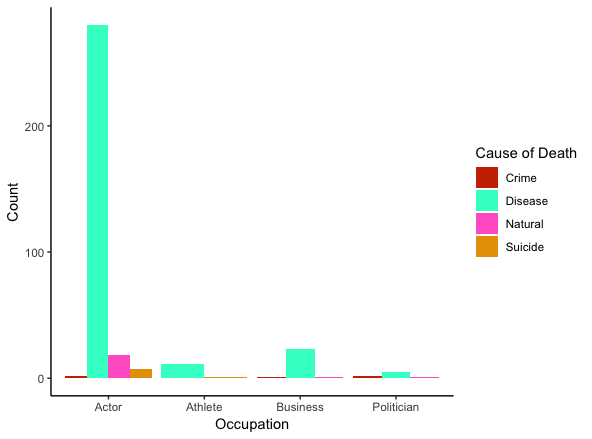 200
100
0
Count
Actor
Athlete
Business
Politician
Occupation
Cause of Death
Crime
Disease
Natural
Suicide